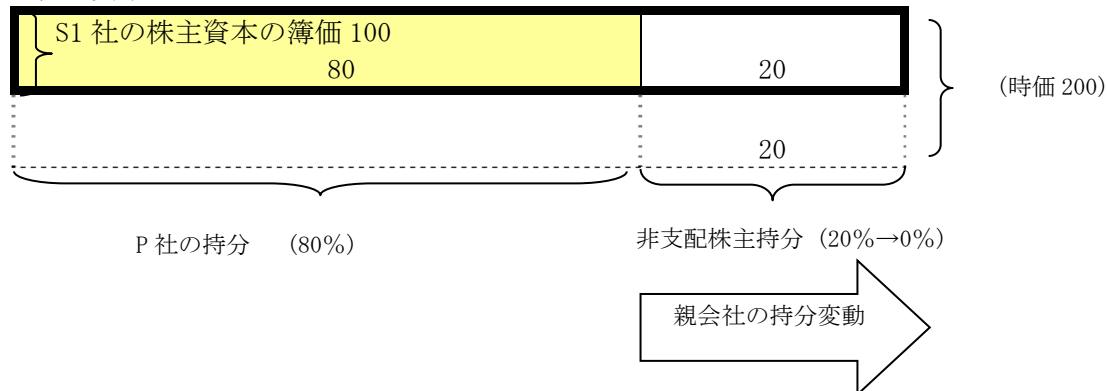 S1 社の株主資本の簿価 100
80
20
(時価 200)
20
P 社の持分 (80%)
非支配株主持分 (20%→0%)
親会社の持分変動